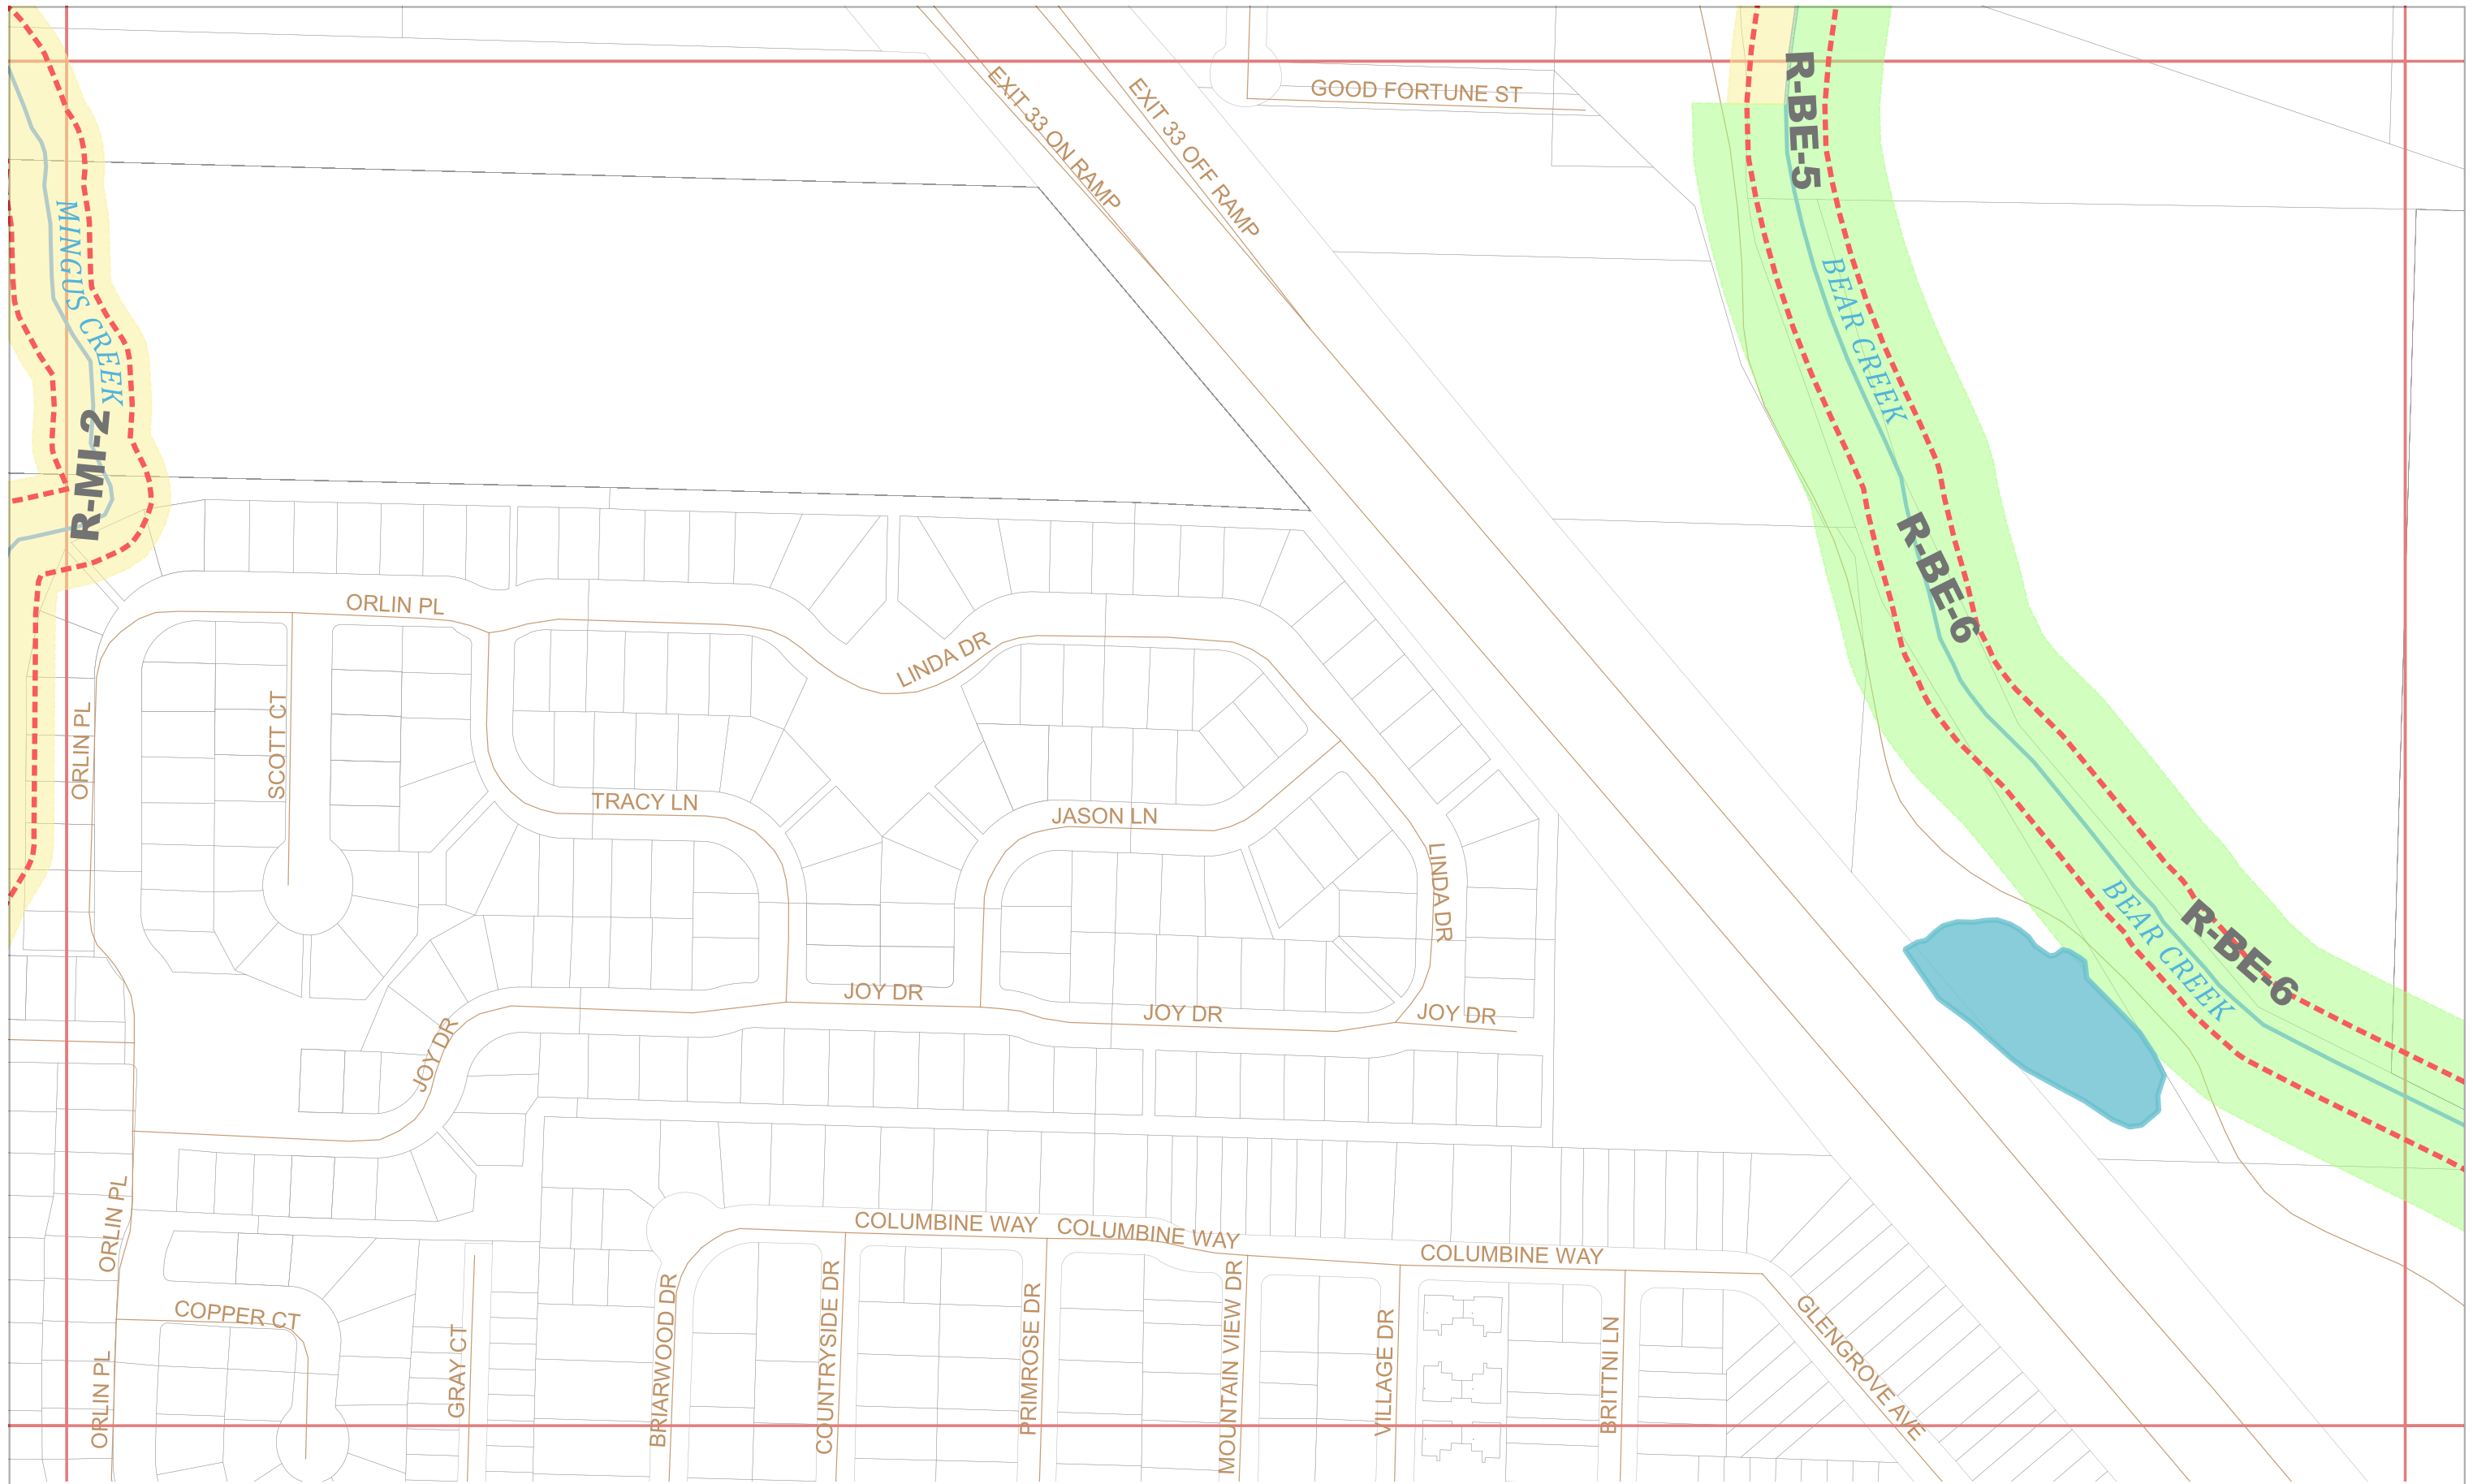 EXIT 33 ON RAMP
EXIT 33 OFF RAMP
GOOD FORTUNE ST
R-BE-5
MINGUS CREEK
BEAR CREEK
R-MI-2
R-BE-6
ORLIN PL
LINDA DR
SCOTT CT
ORLIN PL
TRACY LN
JASON LN
LINDA DR
BEAR CREEK
R-BE-6
JOY DR
JOY DR
JOY DR
JOY DR
ORLIN PL
COLUMBINE WAY
COLUMBINE WAY
COLUMBINE WAY
COPPER CT
GRAY CT
BRIARWOOD DR
COUNTRYSIDE DR
PRIMROSE DR
MOUNTAIN VIEW DR
VILLAGE DR
BRITTNI LN
GLENGROVE AVE
ORLIN PL